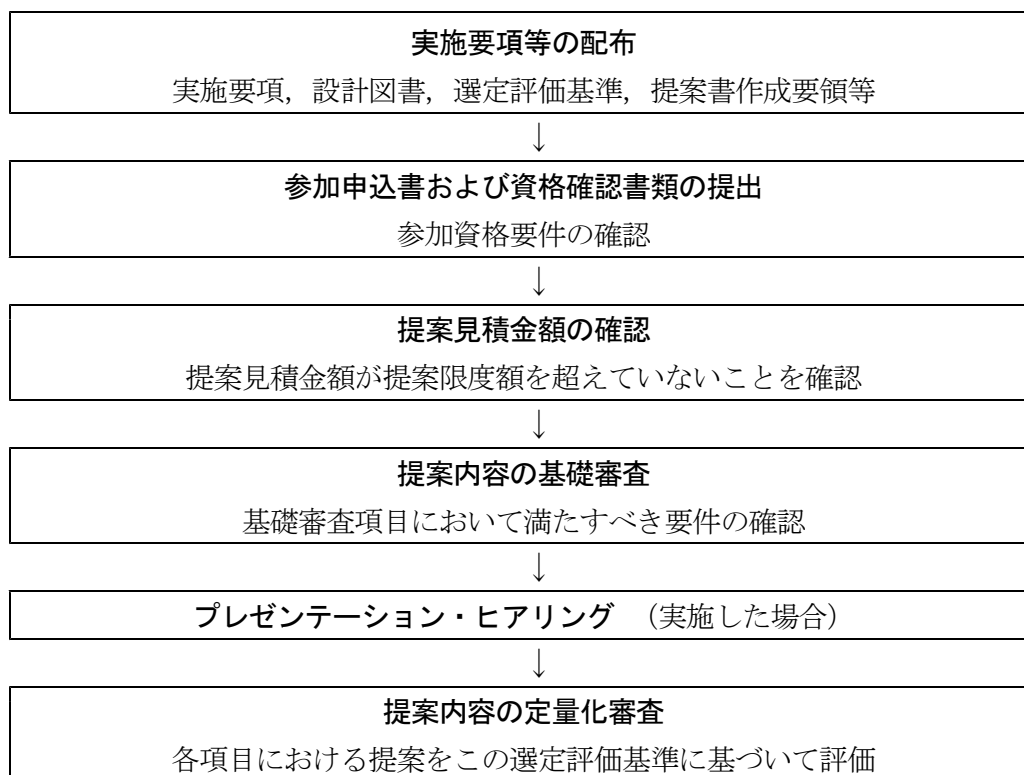 実施要項等の配布
実施要項，設計図書，選定評価基準，提案書作成要領等
↓
参加申込書および資格確認書類の提出
参加資格要件の確認
↓
提案見積金額の確認
提案見積金額が提案限度額を超えていないことを確認
↓
提案内容の基礎審査
基礎審査項目において満たすべき要件の確認
↓
プレゼンテーション・ヒアリング　（実施した場合）
↓
提案内容の定量化審査
各項目における提案をこの選定評価基準に基づいて評価